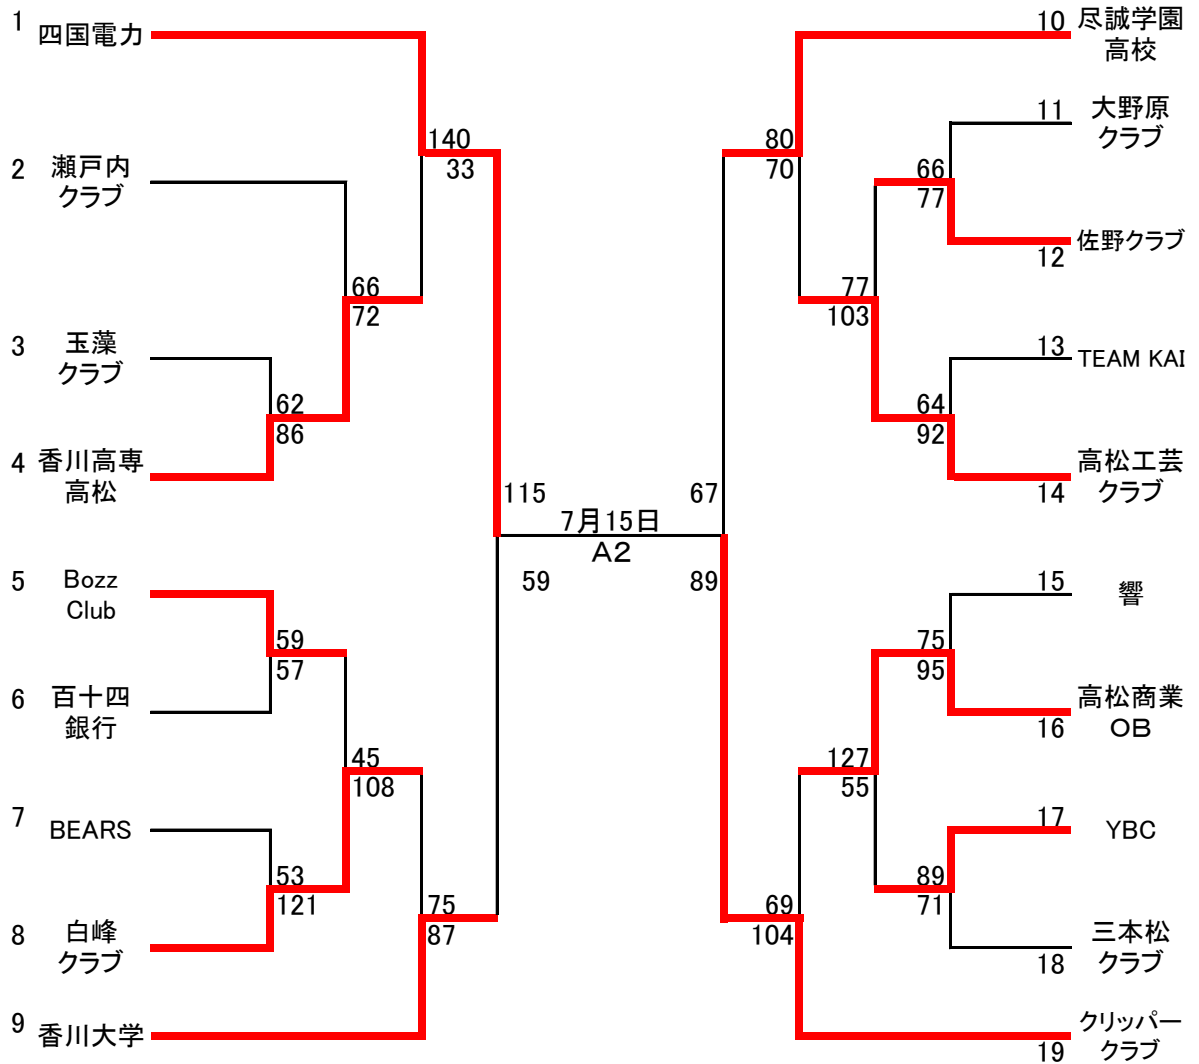 1 四国電力
2 瀬戸内
クラブ
3 玉藻
クラブ
4 香川高専
高松
5 Bozz
Club
6 百十四
銀行
7 BEARS
8 白峰
クラブ
9 香川大学
140
33
66
72
62
86
59
57
45
108
53
121
75
87
115
59
7月15日
A2
67
89
80
70
66
77
77
103
64
92
75
95
127
55
89
71
69
104
10 尽誠学園
高校
11 大野原
クラブ
12 佐野クラブ
13 TEAM KAI
14 高松工芸
クラブ
15 響
16 高松商業
OB
17 YBC
18 三本松
クラブ
19 クリッパー
クラブ